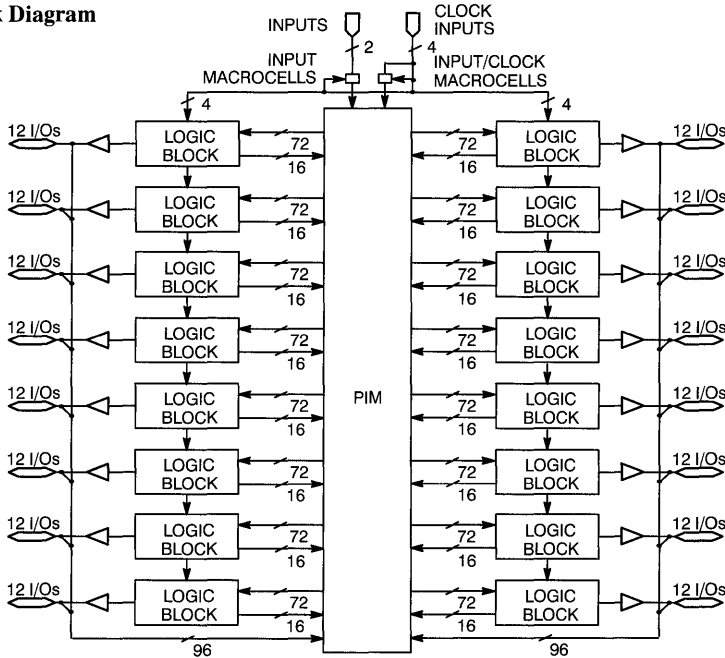 k Diagram
INPUTS
CLOCK
INPUTS
2
4
INPUT
MACROCELLS
INPUT/CLOCK
MACROCELLS
4
4
12 I/Os
LOGIC
BLOCK
72
16
72
16
LOGIC
BLOCK
12 I/Os
12 I/Os
LOGIC
BLOCK
72
16
72
16
LOGIC
BLOCK
12 I/Os
12 I/Os
LOGIC
BLOCK
72
16
72
16
LOGIC
BLOCK
12 I/Os
12 I/Os
LOGIC
BLOCK
72
16
72
16
LOGIC
BLOCK
12 I/Os
PIM
12 I/Os
LOGIC
BLOCK
72
16
72
16
LOGIC
BLOCK
12 I/Os
12 I/Os
LOGIC
BLOCK
72
16
72
16
LOGIC
BLOCK
12 I/Os
12 I/Os
LOGIC
BLOCK
72
16
72
16
LOGIC
BLOCK
12 I/Os
12 I/Os
LOGIC
BLOCK
72
16
72
16
LOGIC
BLOCK
12 I/Os
96
96